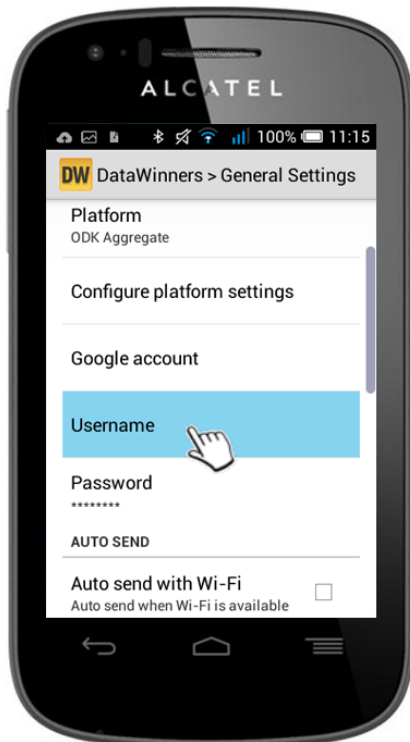 ALCATEL
100% 11:15
DW DataWinners > General Settings
Platform
ODK Aggregate
Configure platform settings
Google account
Username
Password
********
AUTO SEND
Auto send with Wi-Fi
Auto send when Wi-Fi is available